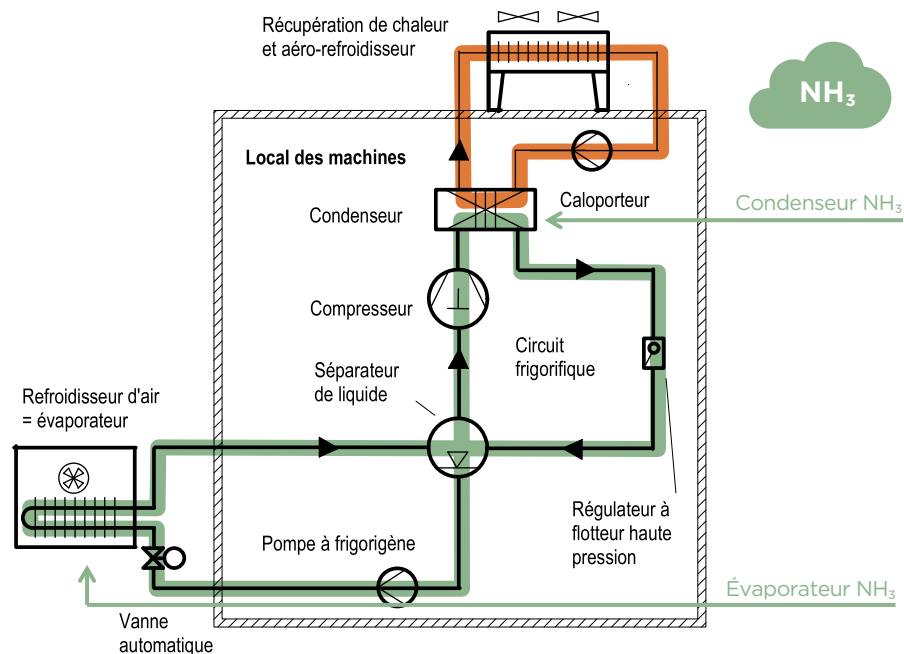 Récupération de chaleur
et aéro-refroidisseur
NH₃
Local des machines
Condenseur
Caloporteur
Condenseur NH₃
Compresseur
Circuit
frigorifique
Séparateur
de liquide
Refroidisseur d'air
= évaporateur
Régulateur à
flotteur haute
pression
Pompe à frigorigène
Évaporateur NH₃
Vanne
automatique